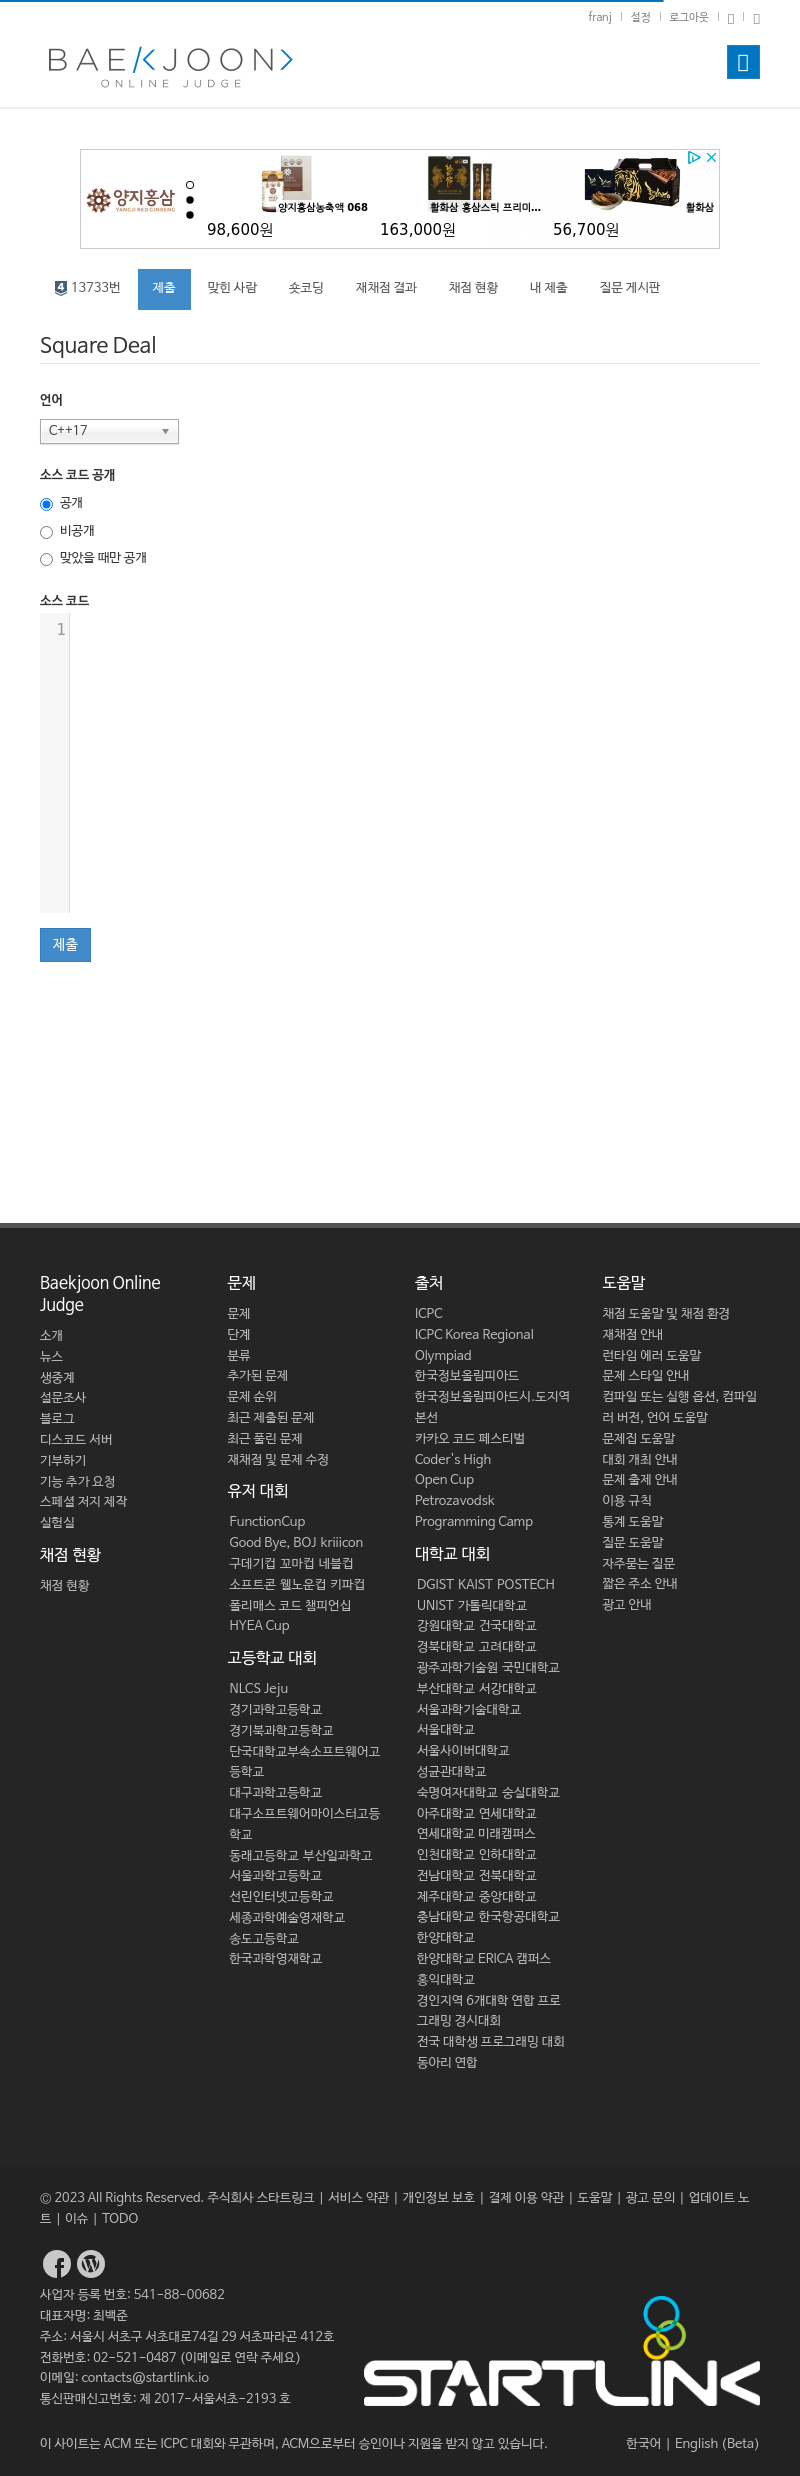 franj | 설정 | 로그아웃
BAEKJOON
ONLINE JUDGE
양지홍삼
YANGJI RED GINSENG
양지홍삼농축액 068
98,600원
활화삼 홍삼스틱 프리미...
163,000원
활화삼
56,700원
4 13733번 제출 맞힌 사람 숏코딩 재채점 결과 채점 현황 내 제출 질문 게시판
Square Deal
언어
C++17
소스 코드 공개
공개
비공개
맞았을 때만 공개
소스 코드
1
제출
Baekjoon Online
Judge
소개
뉴스
생중계
설문조사
블로그
디스코드 서버
기부하기
기능 추가 요청
스페셜 저지 제작
실험실
채점 현황
채점 현황
문제
문제
단계
분류
추가된 문제
문제 순위
최근 제출된 문제
최근 풀린 문제
재채점 및 문제 수정
유저 대회
FunctionCup
Good Bye, BOJ kriiicon
구데기컵 꼬마컵 네블컵
소프트콘 웰노운컵 키파컵
폴리매스 코드 챔피언십
HYEA Cup
고등학교 대회
NLCS Jeju
경기과학고등학교
경기북과학고등학교
단국대학교부속소프트웨어고
등학교
대구과학고등학교
대구소프트웨어마이스터고등
학교
동래고등학교 부산일과학고
서울과학고등학교
선린인터넷고등학교
세종과학예술영재학교
송도고등학교
한국과학영재학교
출처
ICPC
ICPC Korea Regional
Olympiad
한국정보올림피아드
한국정보올림피아드시.도지역
본선
카카오 코드 페스티벌
Coder's High
Open Cup
Petrozavodsk
Programming Camp
대학교 대회
DGIST KAIST POSTECH
UNIST 가톨릭대학교
강원대학교 건국대학교
경북대학교 고려대학교
광주과학기술원 국민대학교
부산대학교 서강대학교
서울과학기술대학교
서울대학교
서울사이버대학교
성균관대학교
숙명여자대학교 숭실대학교
아주대학교 연세대학교
연세대학교 미래캠퍼스
인천대학교 인하대학교
전남대학교 전북대학교
제주대학교 중앙대학교
충남대학교 한국항공대학교
한양대학교
한양대학교 ERICA 캠퍼스
홍익대학교
경인지역 6개대학 연합 프로
그래밍 경시대회
전국 대학생 프로그래밍 대회
동아리 연합
도움말
채점 도움말 및 채점 환경
재채점 안내
런타임 에러 도움말
문제 스타일 안내
컴파일 또는 실행 옵션, 컴파일
러 버전, 언어 도움말
문제집 도움말
대회 개최 안내
문제 출제 안내
이용 규칙
통계 도움말
질문 도움말
자주묻는 질문
짧은 주소 안내
광고 안내
© 2023 All Rights Reserved. 주식회사 스타트링크 | 서비스 약관 | 개인정보 보호 | 결제 이용 약관 | 도움말 | 광고 문의 | 업데이트 노
트 | 이슈 | TODO
사업자 등록 번호: 541-88-00682
대표자명: 최백준
주소: 서울시 서초구 서초대로74길 29 서초파라곤 412호
전화번호: 02-521-0487 (이메일로 연락 주세요)
이메일: contacts@startlink.io
통신판매신고번호: 제 2017-서울서초-2193 호
STARTLINK
이 사이트는 ACM 또는 ICPC 대회와 무관하며, ACM으로부터 승인이나 지원을 받지 않고 있습니다.
한국어 | English (Beta)